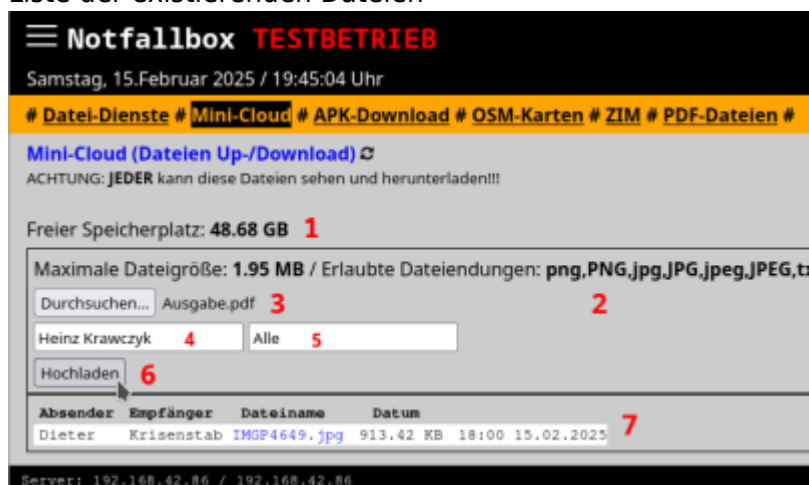 Liste der existierenden Dateien
Notfallbox TESTBETRIEB
Samstag, 15.Februar 2025 / 19:45:04 Uhr
# Datei-Dienste # Mini-Cloud # APK-Download # OSM-Karten # ZIM # PDF-Dateien #
Mini-Cloud (Dateien Up-/Download)
ACHTUNG: JEDER kann diese Dateien sehen und herunterladen!!!
Freier Speicherplatz: 48.68 GB 1
Maximale Dateigröße: 1.95 MB / Erlaubte Dateiendungen: png,PNG,jpg,JPG,jpeg,JPEG,
Durchsuchen... Ausgabe.pdf 3 2
Heinz Krawczyk 4 Alle 5
Hochladen 6
Absender Empfänger Dateiname Datum
Dieter Krisenstab IMGP4649.jpg 913.42 KB 18:00 15.02.2025 7
Server: 192.168.42.86 / 192.168.42.86